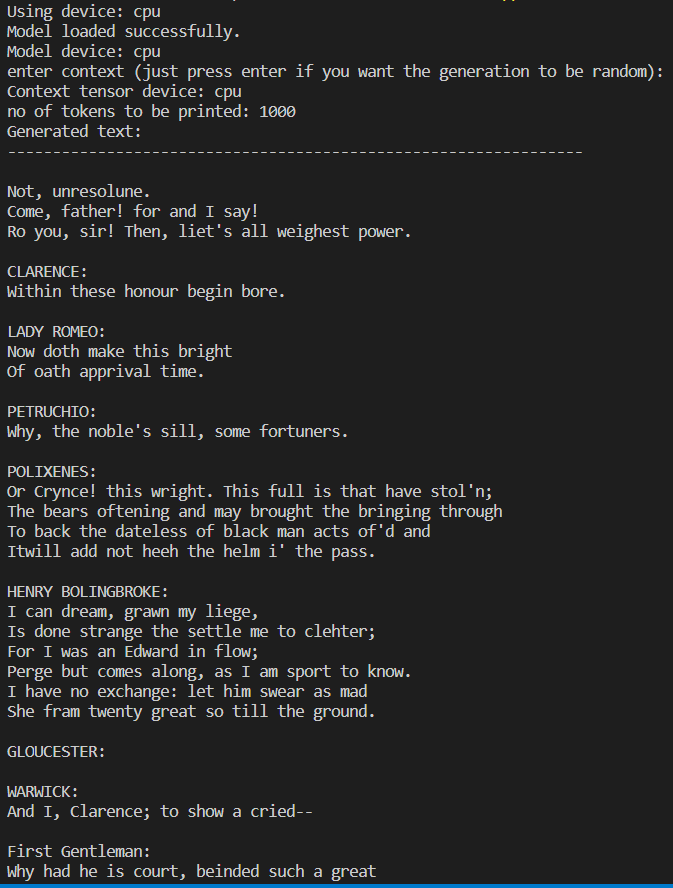 Using device: cpu
Model loaded successfully.
Model device: cpu
enter context (just press enter if you want the generation to be random):
Context tensor device: cpu
no of tokens to be printed: 1000
Generated text:
----------------------------------------------------------------
Not, unresolune.
Come, father! for and I say!
Ro you, sir! Then, liet's all weighest power.
CLARENCE:
Within these honour begin bore.
LADY ROMEO:
Now doth make this bright
Of oath apprival time.
PETRUCHIO:
Why, the noble's sill, some fortuners.
POLIXENES:
Or Crynce! this wright. This full is that have stol'n;
The bears oftening and may brought the bringing through
To back the dateless of black man acts of'd and
Itwill add not heeh the helm i' the pass.
HENRY BOLINGBROKE:
I can dream, grawn my liege,
Is done strange the settle me to clehter;
For I was an Edward in flow;
Perge but comes along, as I am sport to know.
I have no exchange: let him swear as mad
She fram twenty great so till the ground.
GLOUCESTER:
WARWICK:
And I, Clarence; to show a cried--
First Gentleman:
Why had he is court, beinded such a great